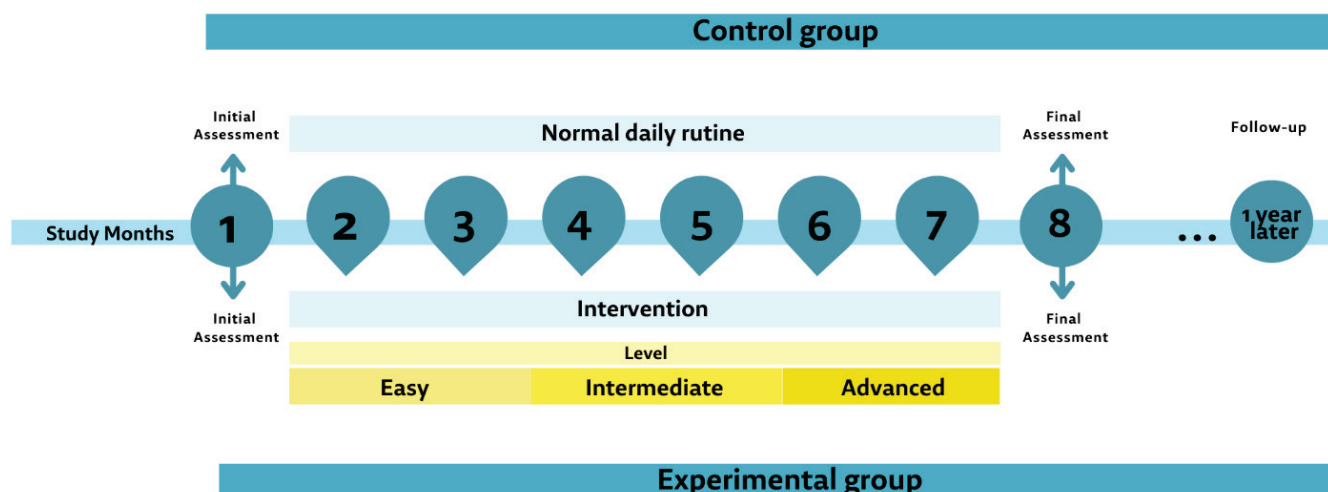 Control group
Initial
Assessment
Final
Assessment
Follow-up
Normal daily rutine
Study Months
1
2
3
4
5
6
7
8
...
1 year
later
Initial
Assessment
Final
Assessment
Intervention
Level
Easy
Intermediate
Advanced
Experimental group